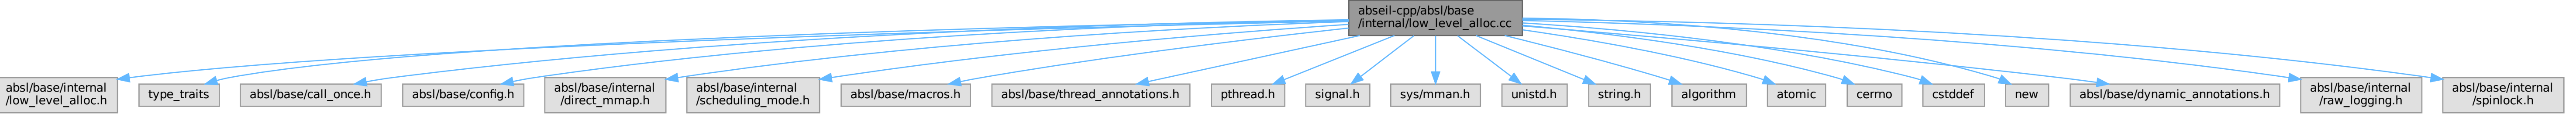 abseil-cpp/absl/base
/internal/low_level_alloc.cc
absl/base/internal
/low_level_alloc.h
type_traits
absl/base/call_once.h
absl/base/config.h
absl/base/internal
/direct_mmap.h
absl/base/internal
/scheduling_mode.h
absl/base/macros.h
absl/base/thread_annotations.h
pthread.h
signal.h
sys/mman.h
unistd.h
string.h
algorithm
atomic
cerrno
cstddef
new
absl/base/dynamic_annotations.h
absl/base/internal
/raw_logging.h
absl/base/internal
/spinlock.h